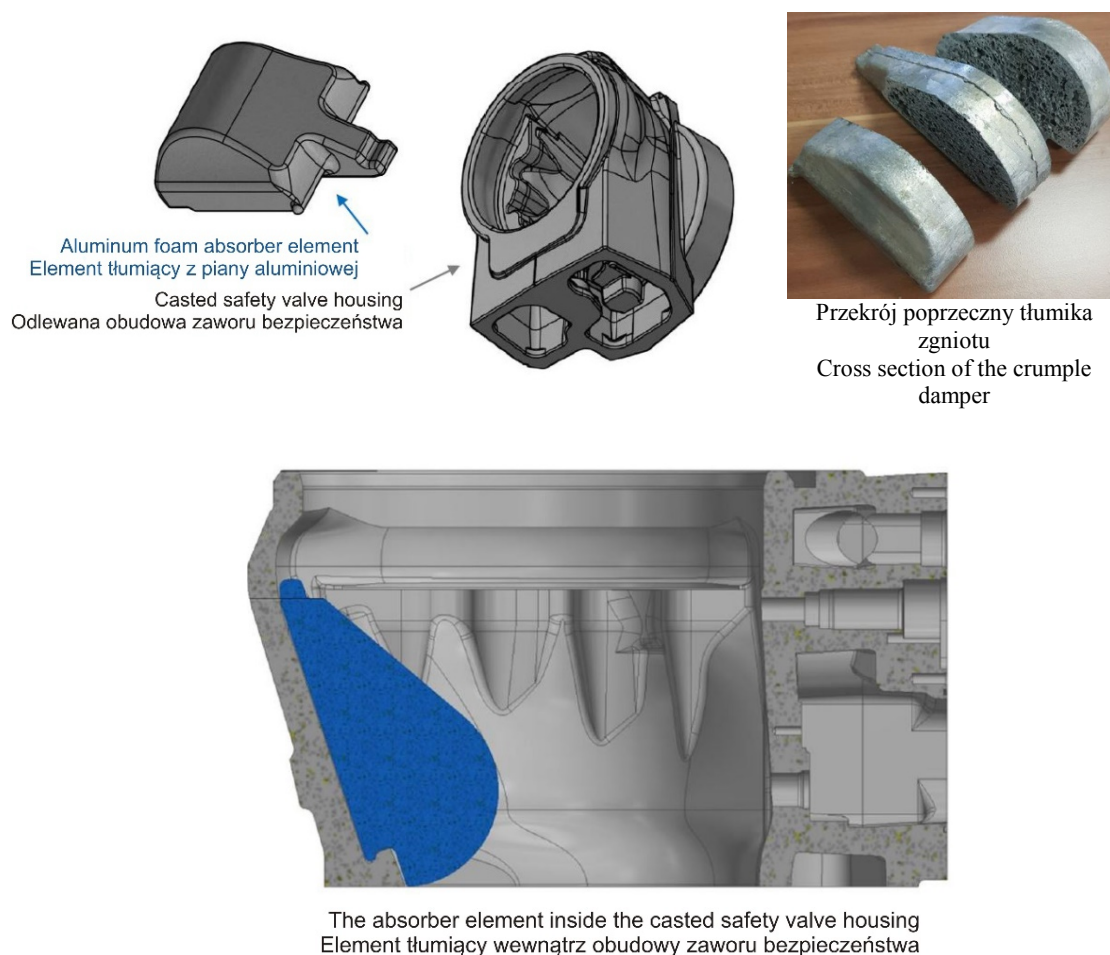 Aluminum foam absorber element
Element tłumiący z piany aluminiowej
Casted safety valve housing
Odlewana obudowa zaworu bezpieczeństwa
Przekrój poprzeczny tłumika
zgniotu
Cross section of the crumple
damper
The absorber element inside the casted safety valve housing
Element tłumiący wewnątrz obudowy zaworu bezpieczeństwa